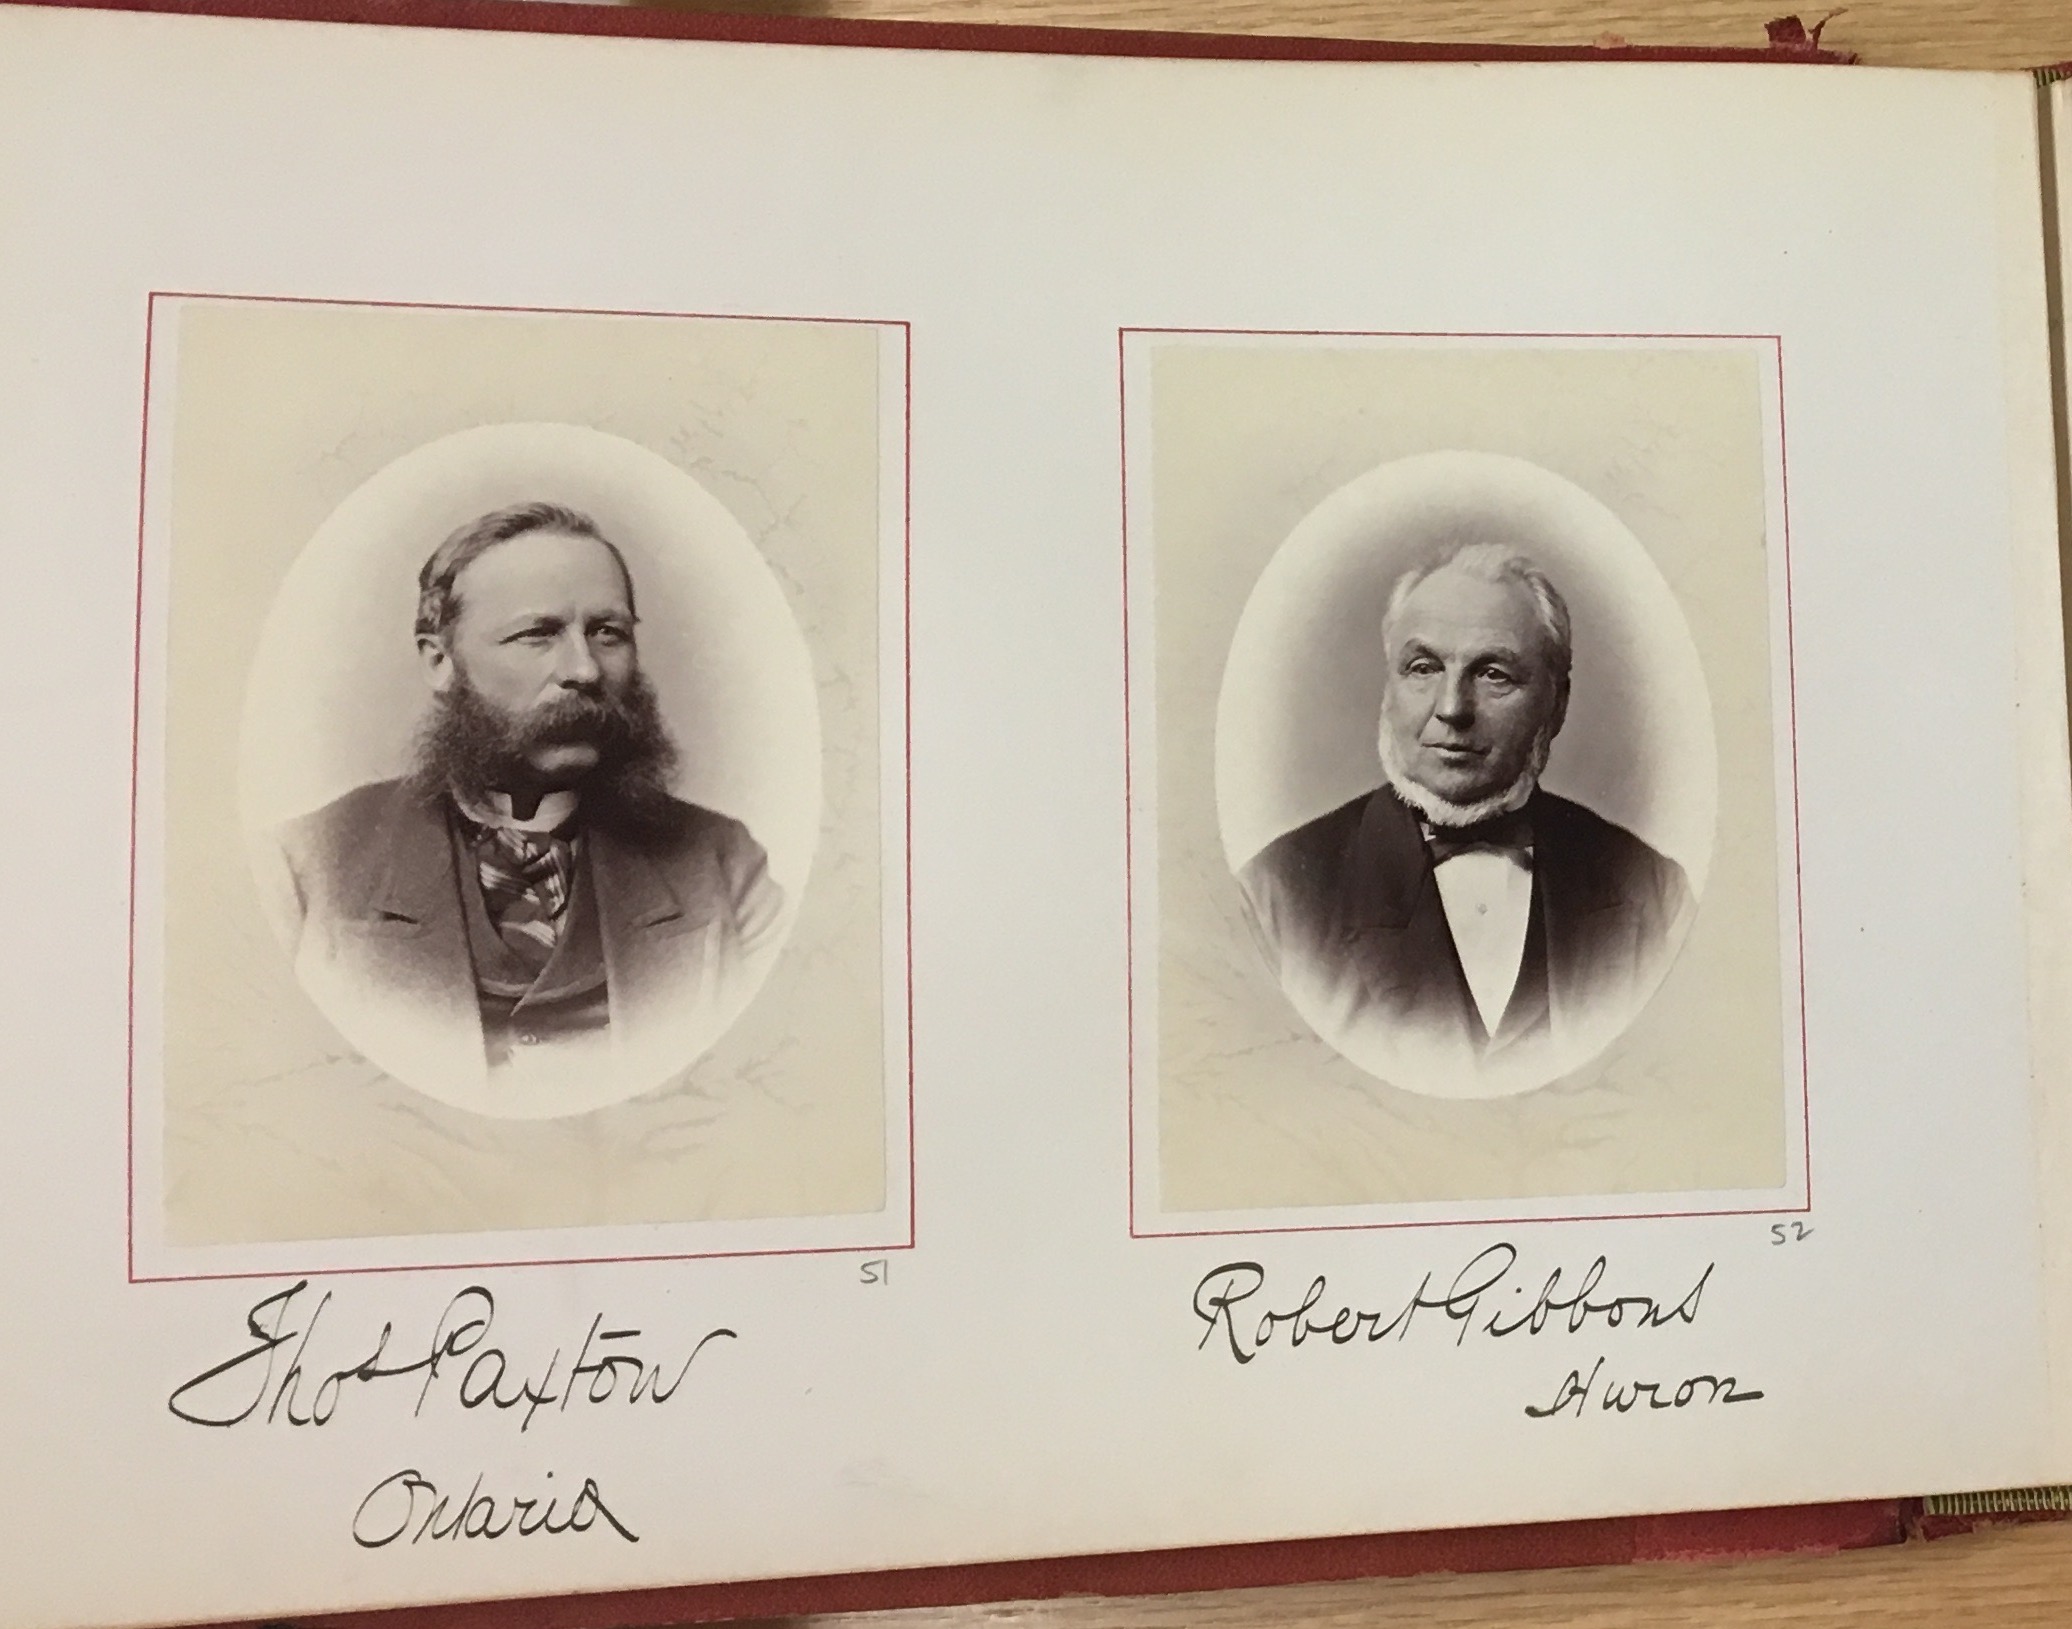 51
Thos Paxton
Ontario
52
Robert Gibbons
Huron